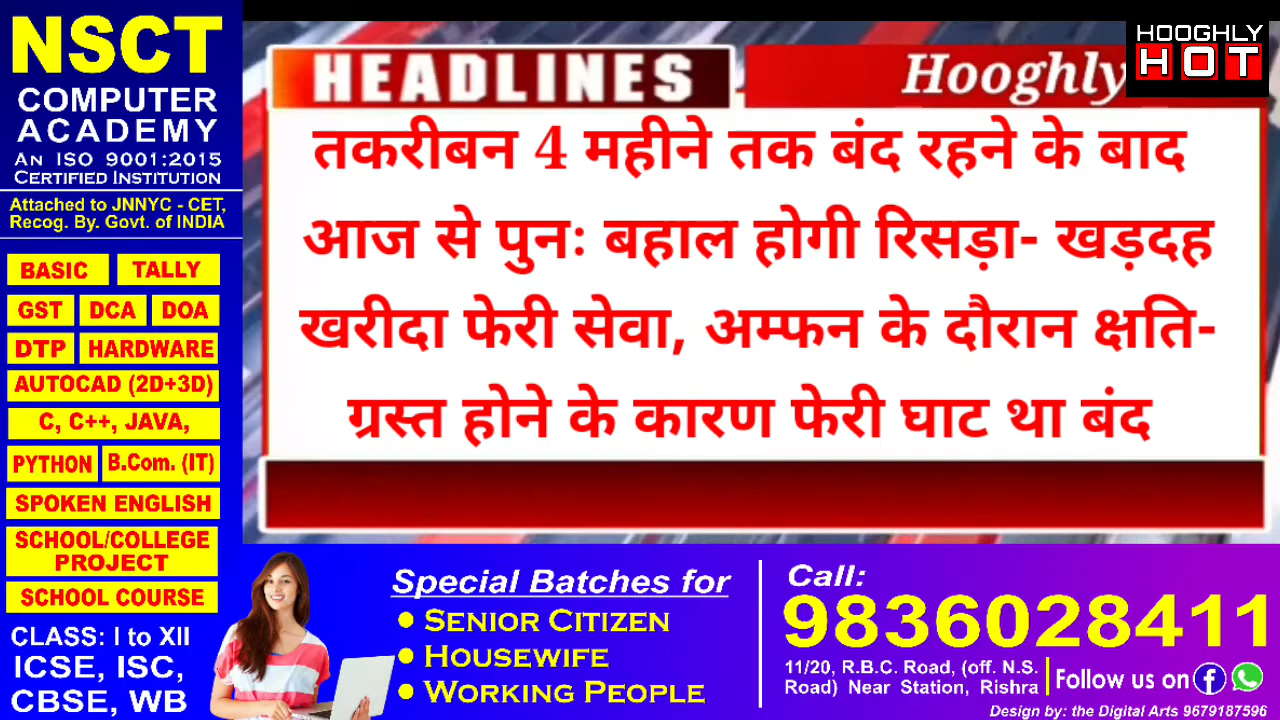 NSCT
COMPUTER
ACADEMY
AN ISO 9001:2015
CERTIFIED INSTITUTION
Attached to JNNYC - CET,
Recog. By. Govt. of INDIA
BASIC
TALLY
GST
DCA
DOA
DTP
HARDWARE
AUTOCAD (2D+3D)
C, C++, JAVA,
PYTHON
B.Com. (IT)
SPOKEN ENGLISH
SCHOOL/COLLEGE
PROJECT
SCHOOL COURSE
CLASS: I to XII
ICSE, ISC,
CBSE, WB
HEADLINES
Hooghly
HOOGHLY
HOT
तकरीबन 4 महीने तक बंद रहने के बाद
आज से पुनः बहाल होगी रिसड़ा- खड़दह
खरीदा फेरी सेवा, अम्फन के दौरान क्षति-
ग्रस्त होने के कारण फेरी घाट था बंद
Special Batches for
● SENIOR CITIZEN
● HOUSEWIFE
● WORKING PEOPLE
Call:
9836028411
11/20, R.B.C. Road, (off. N.S.
Road) Near Station, Rishra
Follow us on
Design by: the Digital Arts 9679187596